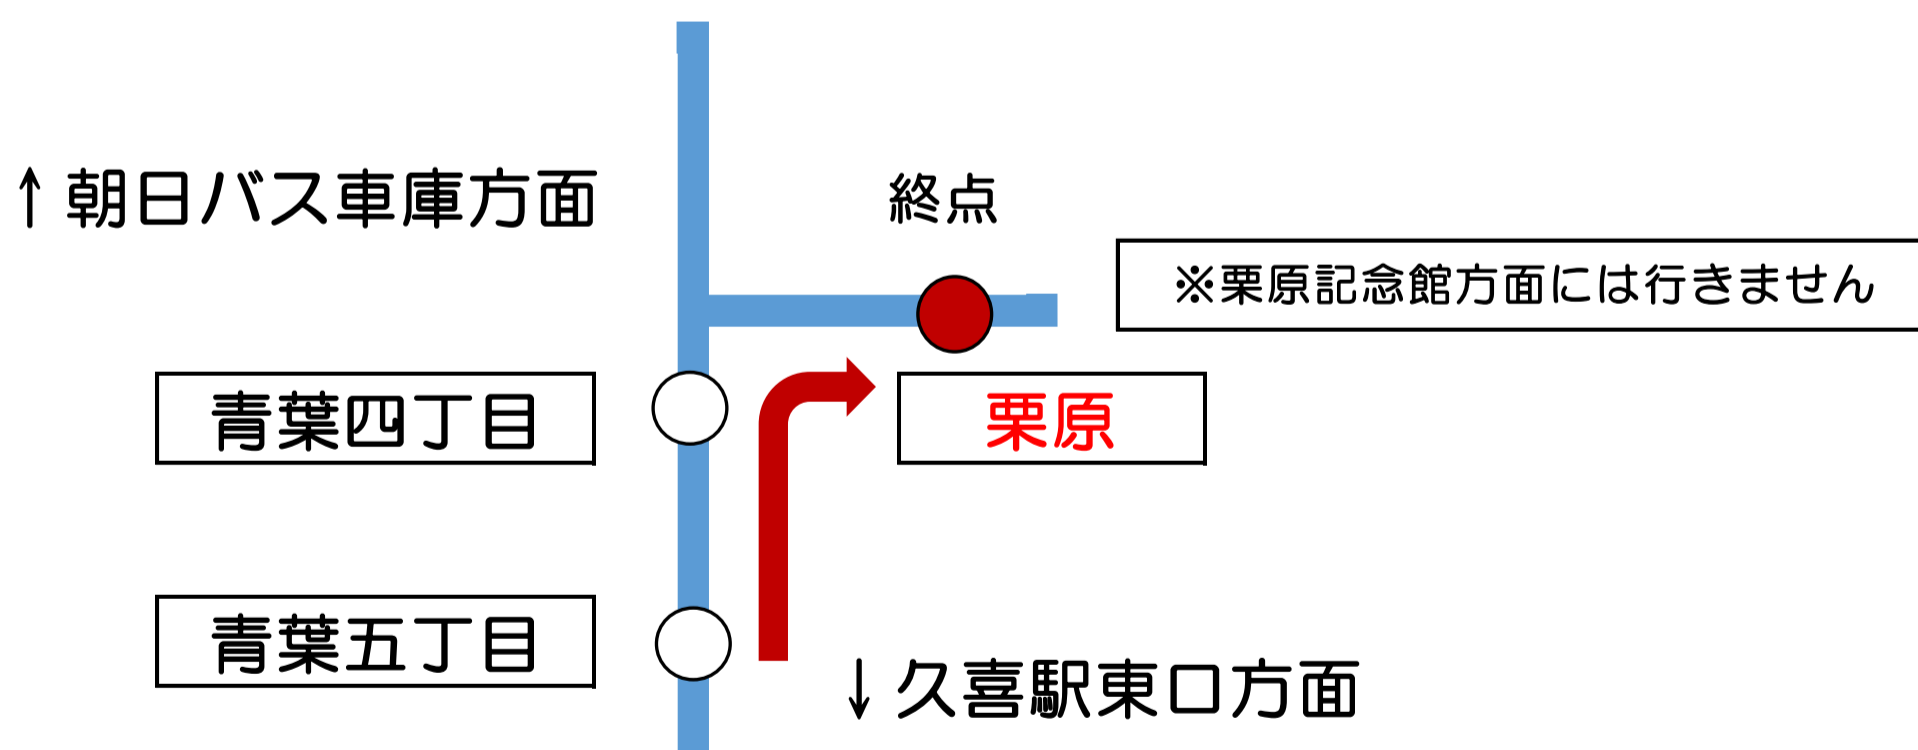 ↑ 朝日バス車庫方面
終点
※栗原記念館方面には行きません
青葉四丁目
栗原
青葉五丁目
↓ 久喜駅東口方面